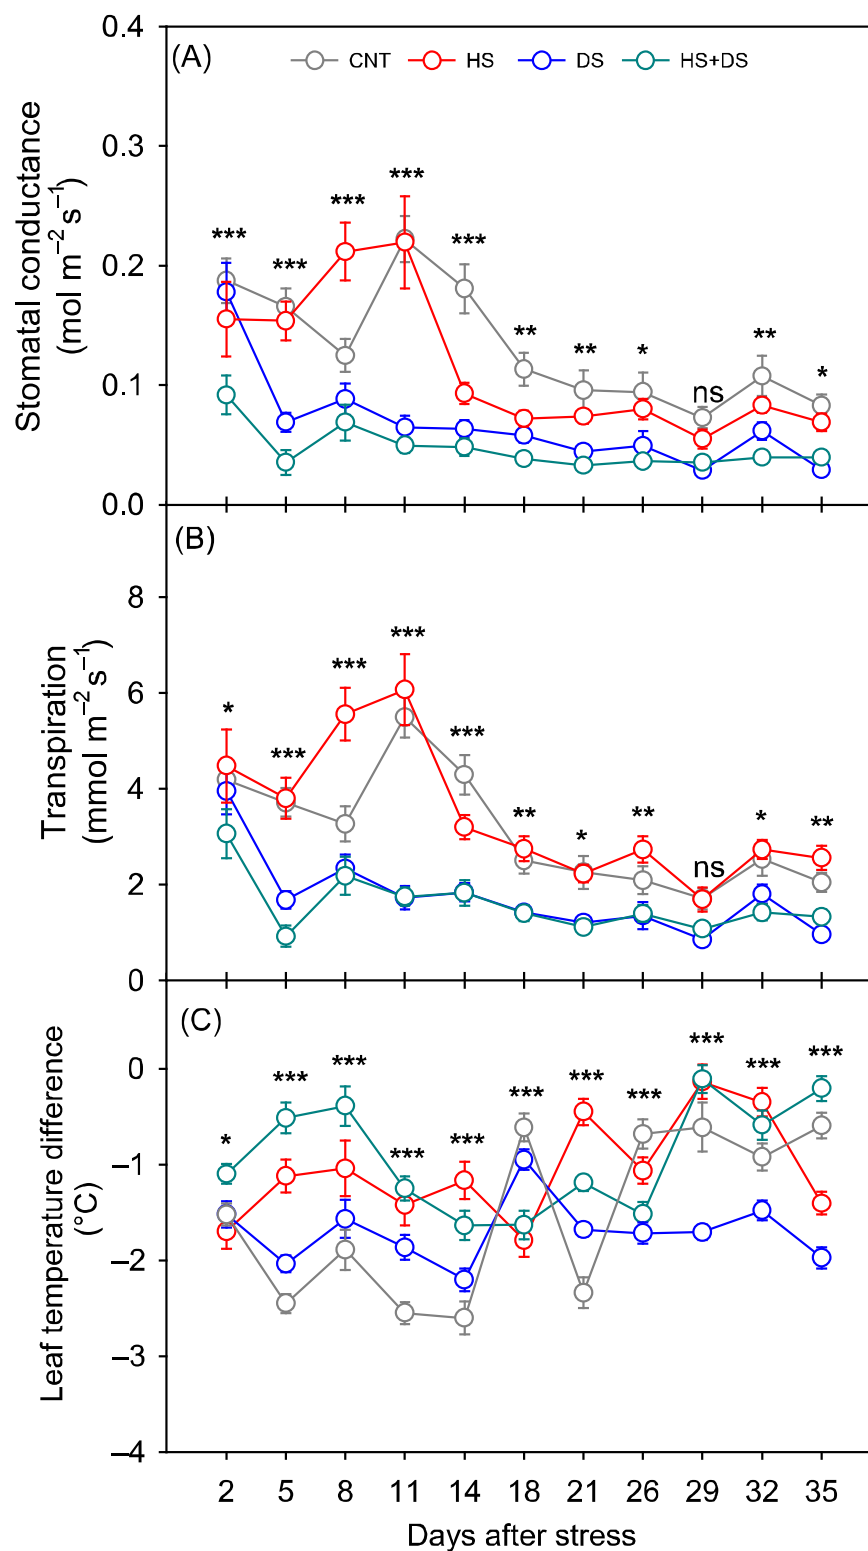 (A)
CNT HS DS HS+DS
Stomatal conductance
(mol m⁻² s⁻¹)
0.4
0.3
0.2
0.1
0.0
*** *** *** *** *** ** ** * ns ** *
(B)
Transpiration
(mmol m⁻² s⁻¹)
8
6
4
2
0
* *** *** *** *** ** * ** ns * **
(C)
Leaf temperature difference
(°C)
0
−1
−2
−3
−4
* *** *** *** *** *** *** *** *** *** ***
2 5 8 11 14 18 21 26 29 32 35
Days after stress